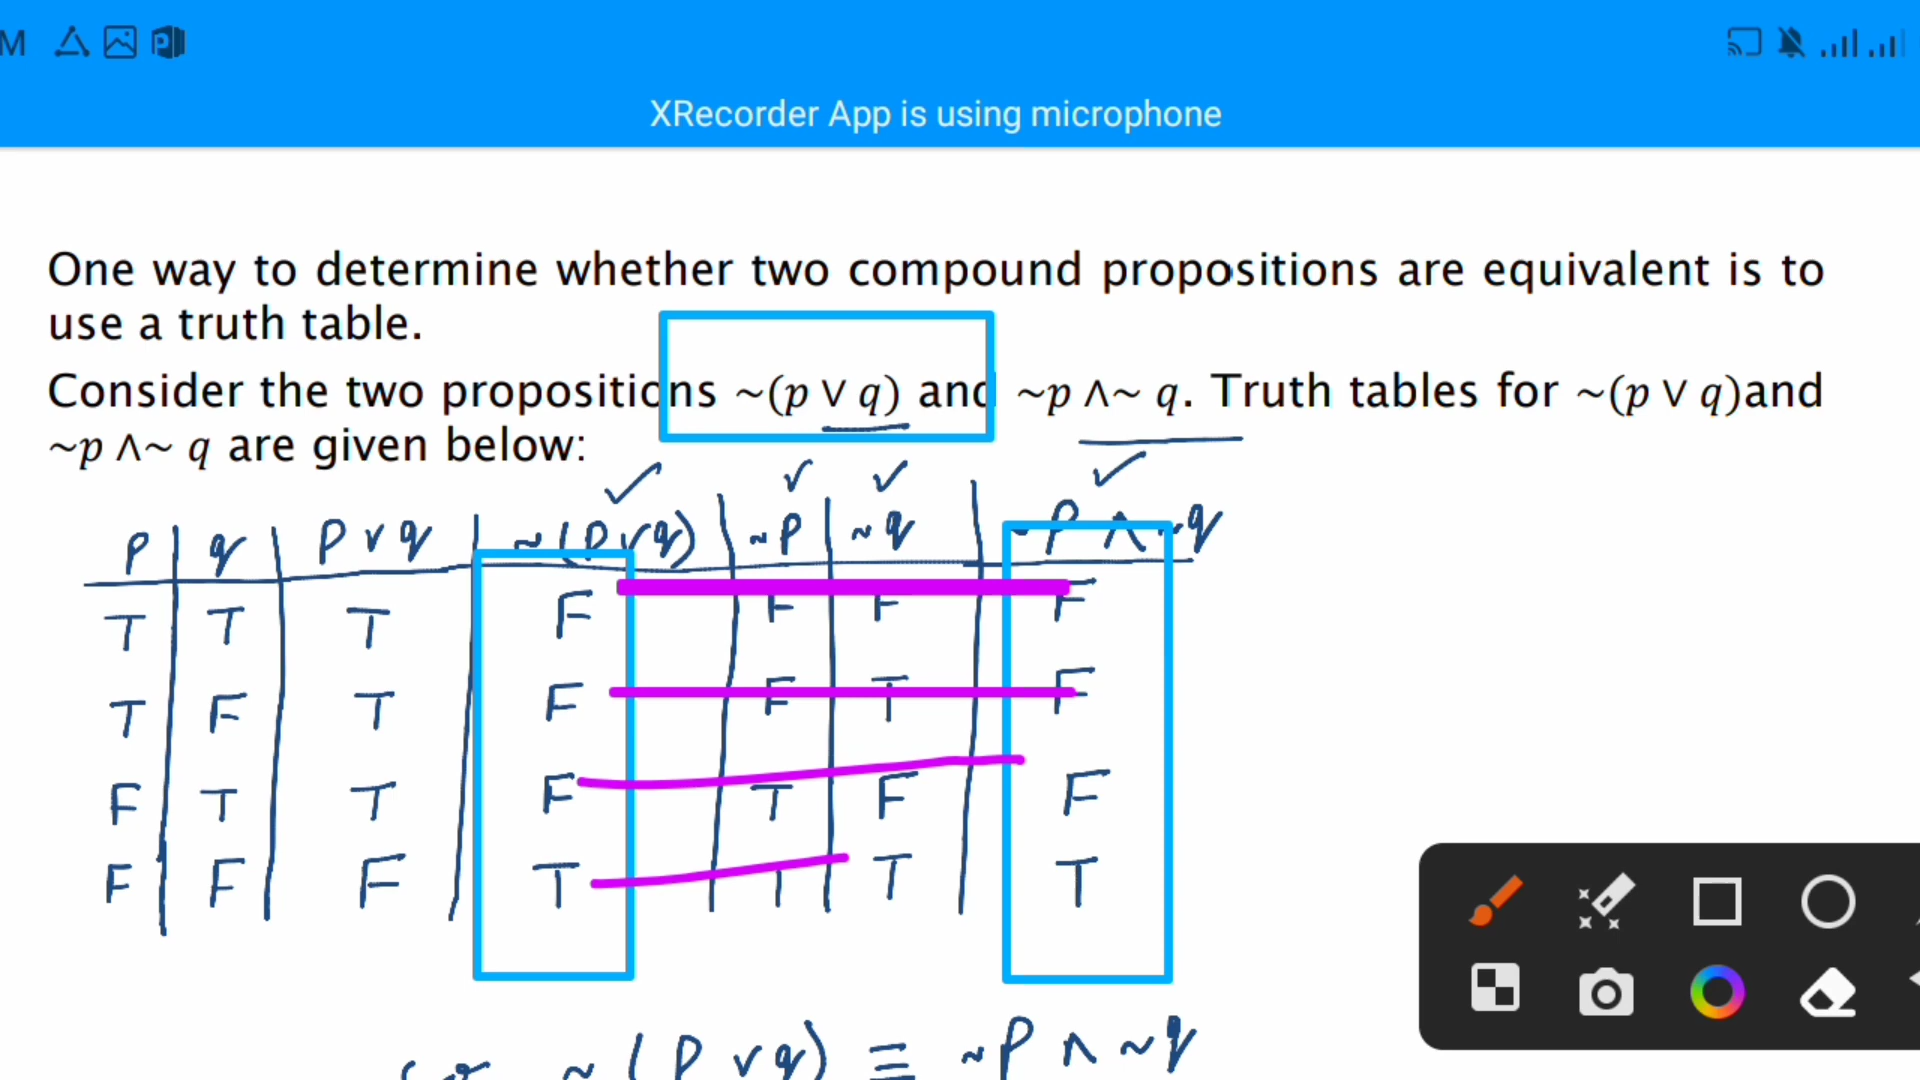 M
XRecorder App is using microphone
One way to determine whether two compound propositions are equivalent is to
use a truth table.
Consider the two propositions ~(p ∨ q) and ~p ∧~ q. Truth tables for ~(p ∨ q)and
~p ∧~ q are given below:
P q P ∨ q ~(P ∨ q) ~P ~q ~P ∧ ~q
T T T F F F F
T F T F F T F
F T T F T F F
F F F T T T T
~(P ∨ q) ≡ ~P ∧ ~q